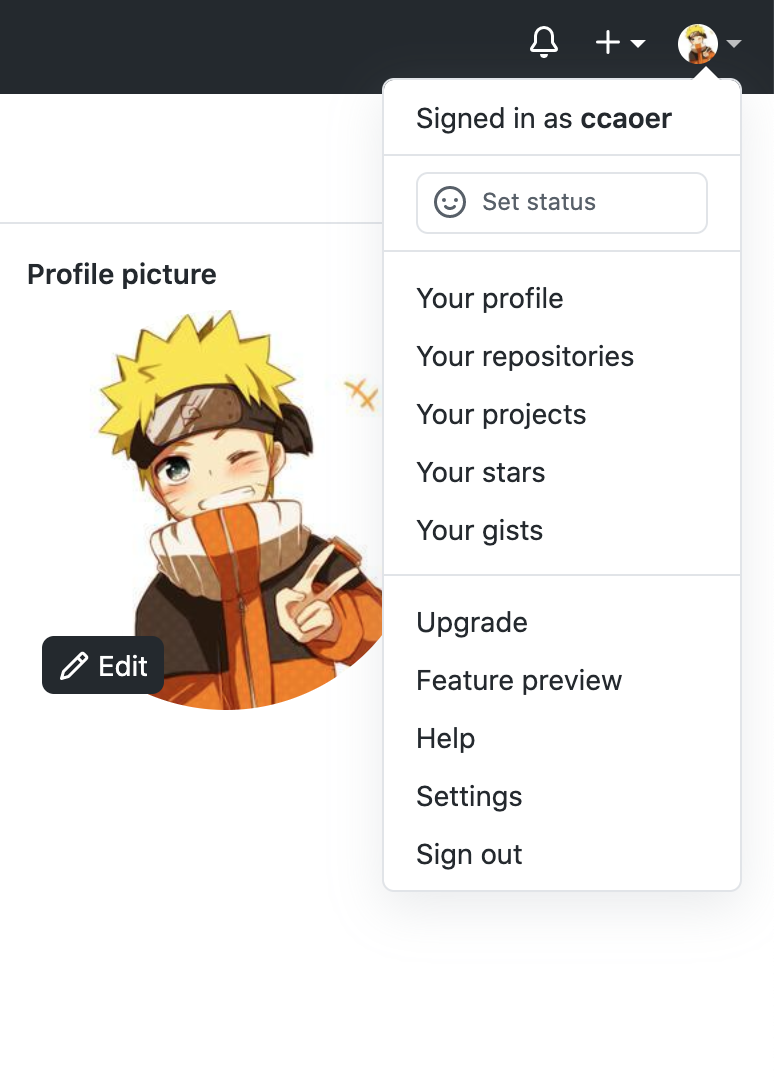 Signed in as ccaoer
Set status
Profile picture
Your profile
Your repositories
Your projects
Your stars
Your gists
Upgrade
Edit
Feature preview
Help
Settings
Sign out